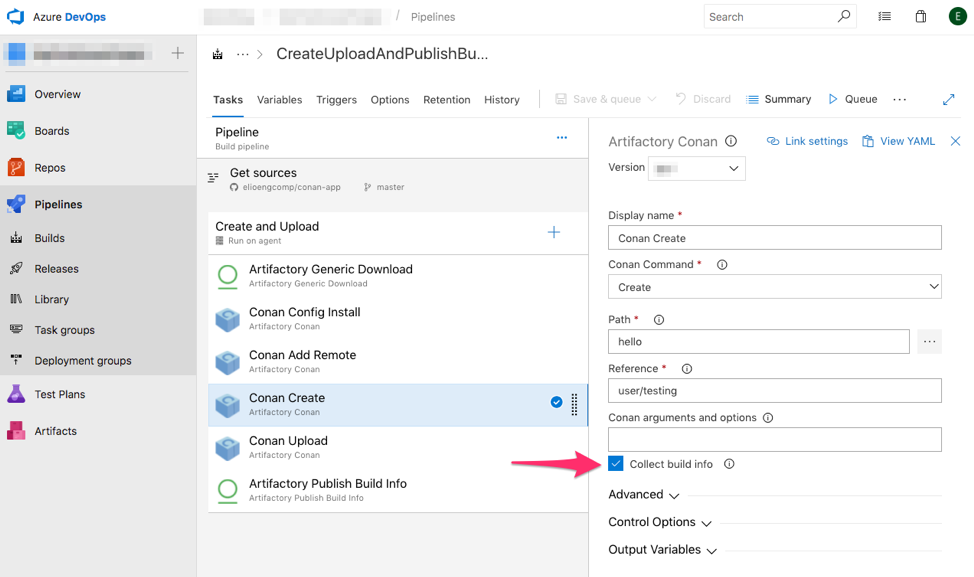 Azure DevOps
/ Pipelines
Search
E
Overview
Boards
Repos
Pipelines
Builds
Releases
Library
Task groups
Deployment groups
Test Plans
Artifacts
CreateUploadAndPublishBu...
Tasks Variables Triggers Options Retention History
Save & queue Discard Summary Queue
Pipeline
Build pipeline
Get sources
elioengcomp/conan-app master
Create and Upload
Run on agent
Artifactory Generic Download
Artifactory Generic Download
Conan Config Install
Artifactory Conan
Conan Add Remote
Artifactory Conan
Conan Create
Artifactory Conan
Conan Upload
Artifactory Conan
Artifactory Publish Build Info
Artifactory Publish Build Info
Artifactory Conan
Link settings View YAML
Version
Display name *
Conan Create
Conan Command *
Create
Path *
hello
Reference *
user/testing
Conan arguments and options
Collect build info
Advanced
Control Options
Output Variables